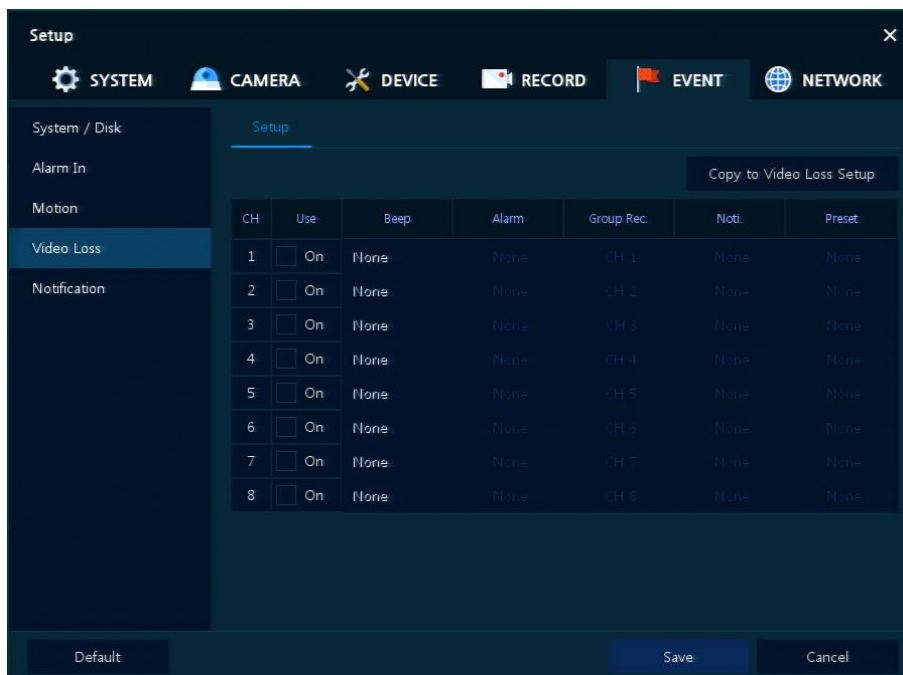 Setup
SYSTEM CAMERA DEVICE RECORD EVENT NETWORK
System / Disk
Alarm In
Motion
Video Loss
Notification
Setup
Copy to Video Loss Setup
CH Use Beep Alarm Group Rec. Noti. Preset
1 On None None CH 1 None None
2 On None None CH 2 None None
3 On None None CH 3 None None
4 On None None CH 4 None None
5 On None None CH 5 None None
6 On None None CH 6 None None
7 On None None CH 7 None None
8 On None None CH 8 None None
Default Save Cancel